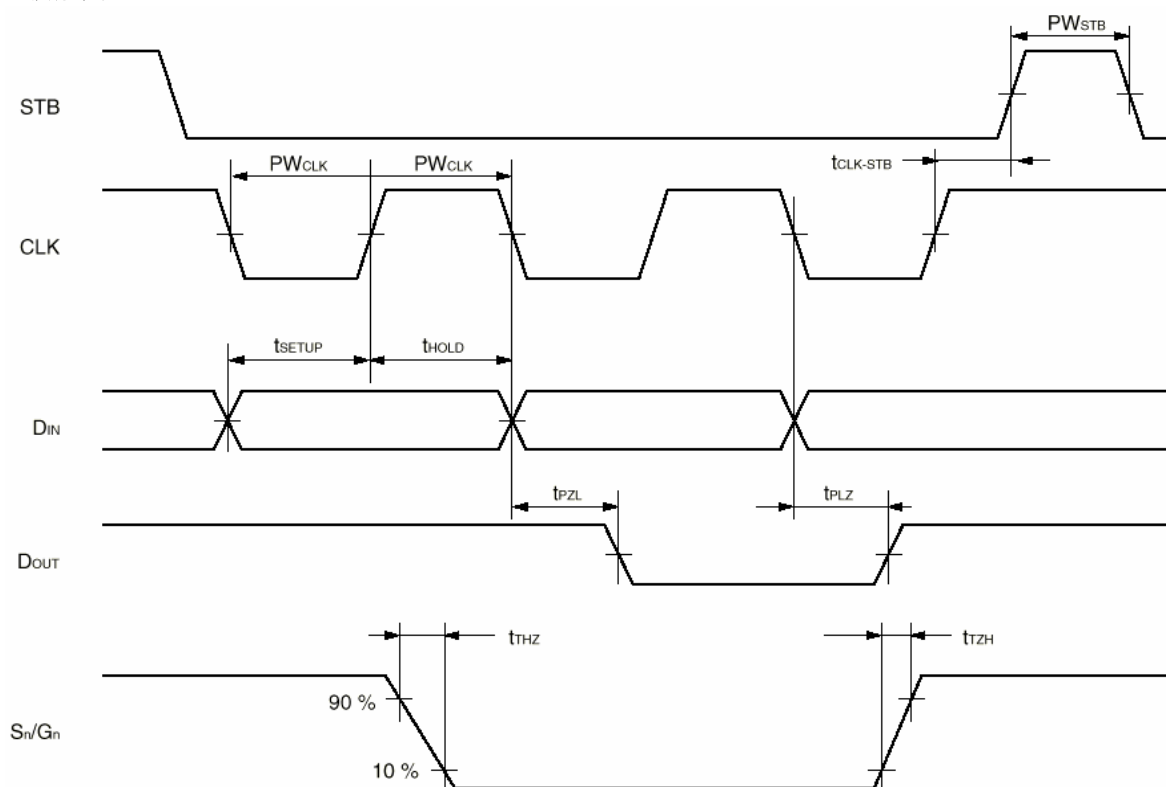 PWSTB
STB
tCLK-STB
PWCLK PWCLK
CLK
tSETUP tHOLD
DIN
tPZL tPLZ
DOUT
tTHZ tTZH
90 %
Sn/Gn
10 %